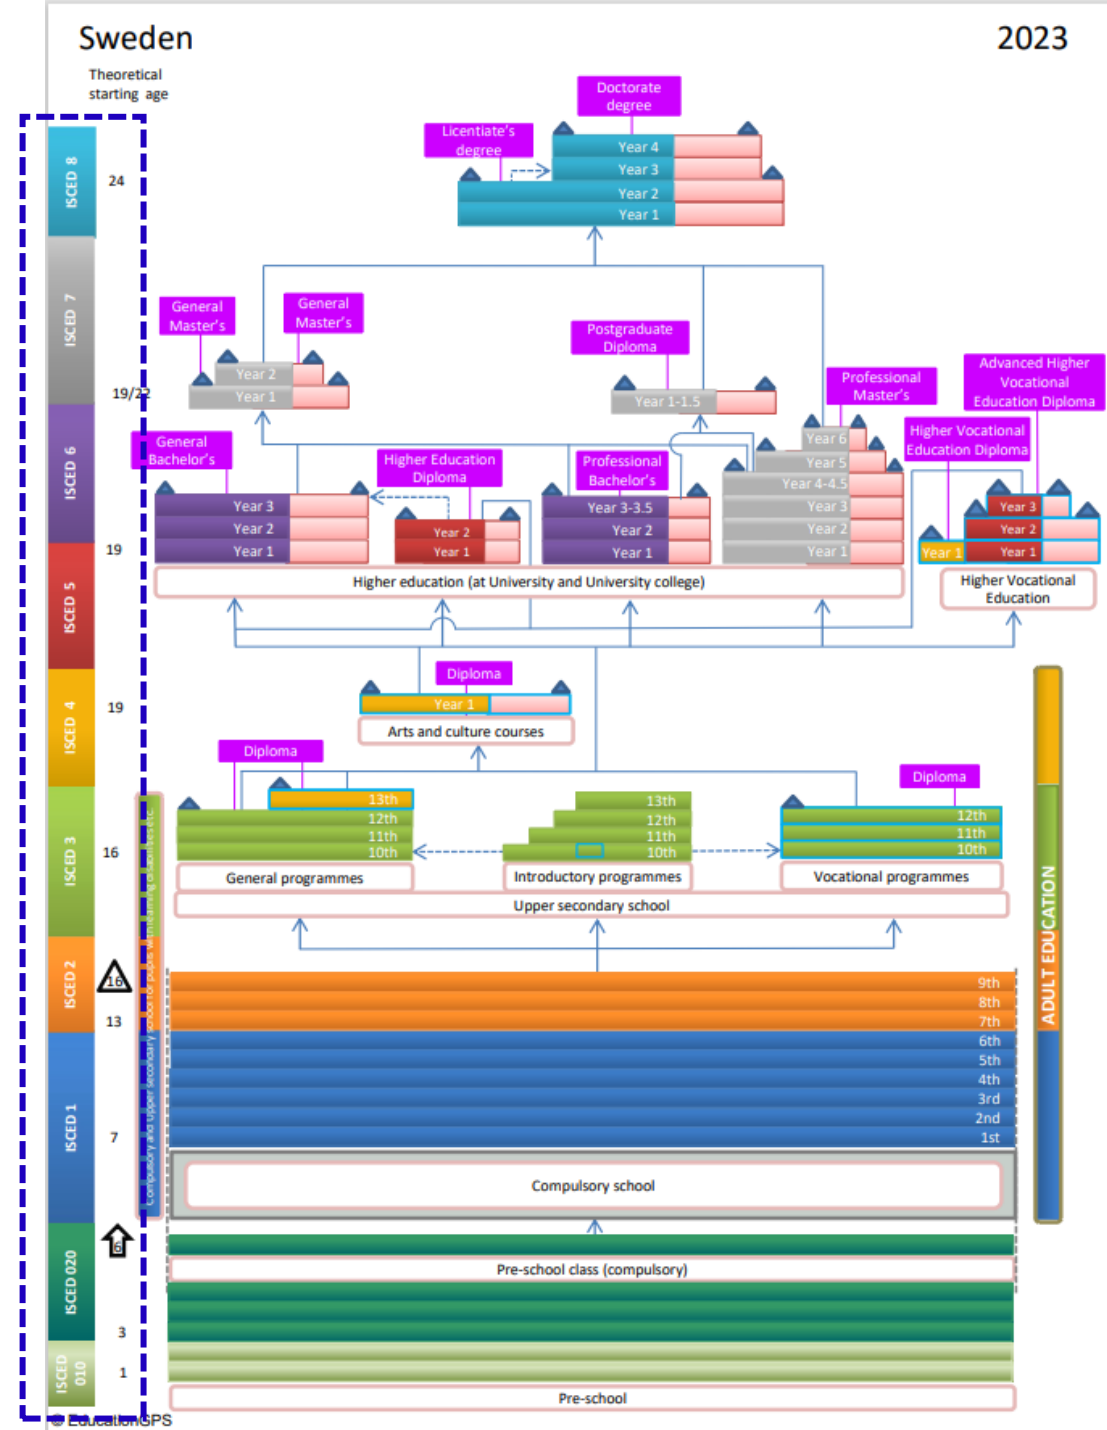 Sweden
2023
Theoretical
starting age
Doctorate
degree
Licentiate's
degree
Year 4
Year 3
Year 2
Year 1
ISCED 8
24
ISCED 7
General
Master's
General
Master's
Year 2
Year 1
Postgraduate
Diploma
Year 1-1.5
Professional
Master's
Advanced Higher
Vocational
Education Diploma
19/22
Higher Vocational
Education Diploma
ISCED 6
General
Bachelor's
Higher Education
Diploma
Professional
Bachelor's
Year 6
Year 5
Year 4-4.5
Year 3
Year 2
Year 1
Year 3
Year 2
Year 1
Year 2
Year 1
Year 3-3.5
Year 2
Year 1
Year 3
Year 2
Year 1
Year 1
19
ISCED 5
Higher education (at University and University college)
Higher Vocational
Education
Diploma
Year 1
Arts and culture courses
ISCED 4
19
Diploma
Diploma
13th
12th
11th
10th
13th
12th
11th
10th
12th
11th
10th
ISCED 3
16
General programmes
Introductory programmes
Vocational programmes
Upper secondary school
ADULT EDUCATION
ISCED 2
16
13
9th
8th
7th
6th
5th
4th
3rd
2nd
1st
ISCED 1
7
Compulsory and upper secondary school for pupils with learning
Compulsory school
6
ISCED 020
Pre-school class (compulsory)
3
ISCED
010
1
Pre-school
© EducationGPS